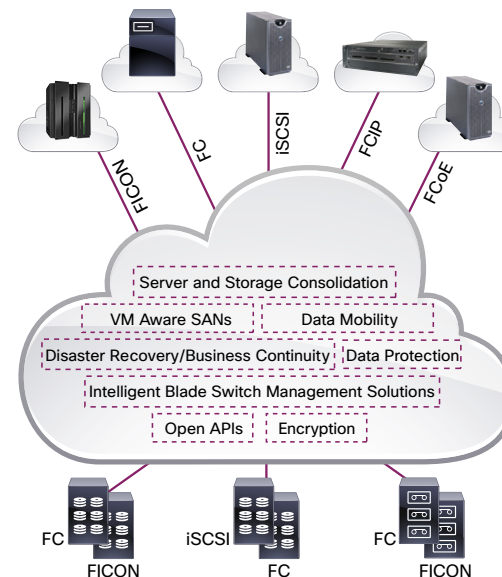 FICON
FC
iSCSI
FCIP
FCoE
Server and Storage Consolidation
VM Aware SANs
Data Mobility
Disaster Recovery/Business Continuity
Data Protection
Intelligent Blade Switch Management Solutions
Open APIs
Encryption
FC
FICON
iSCSI
FC
FC
FICON